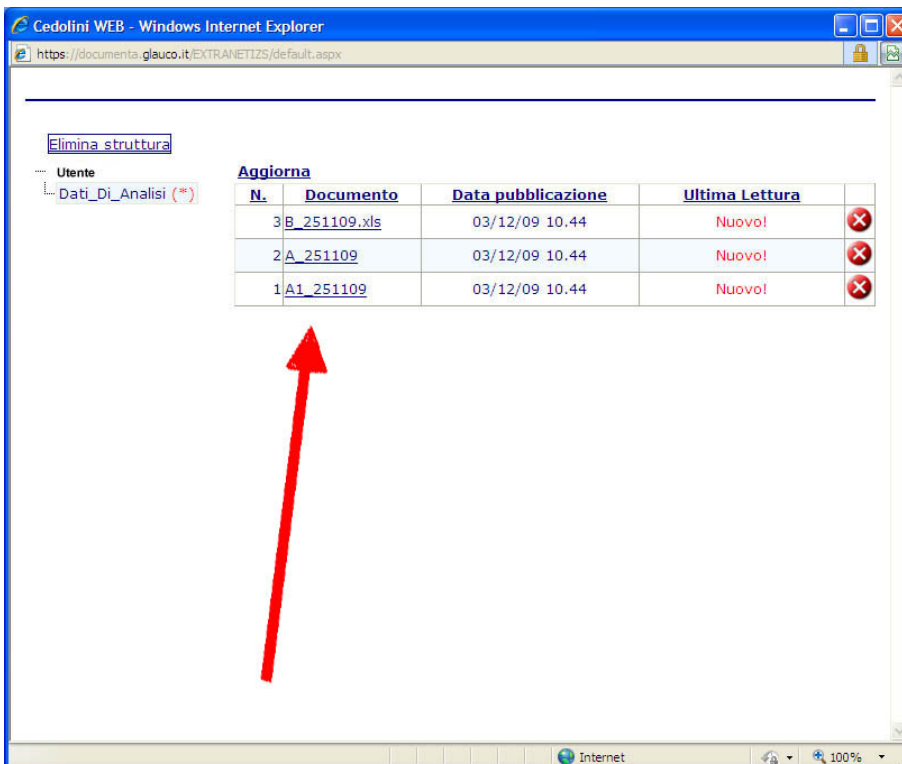 Cedolini WEB - Windows Internet Explorer
https://documenta.glauco.it/EXTRANETIZS/default.aspx
Elimina struttura
Utente
Dati_Di_Analisi (*)
Aggiorna
N. Documento Data pubblicazione Ultima Lettura
3 B_251109.xls 03/12/09 10.44 Nuovo!
2 A_251109 03/12/09 10.44 Nuovo!
1 A1_251109 03/12/09 10.44 Nuovo!
Internet 100%